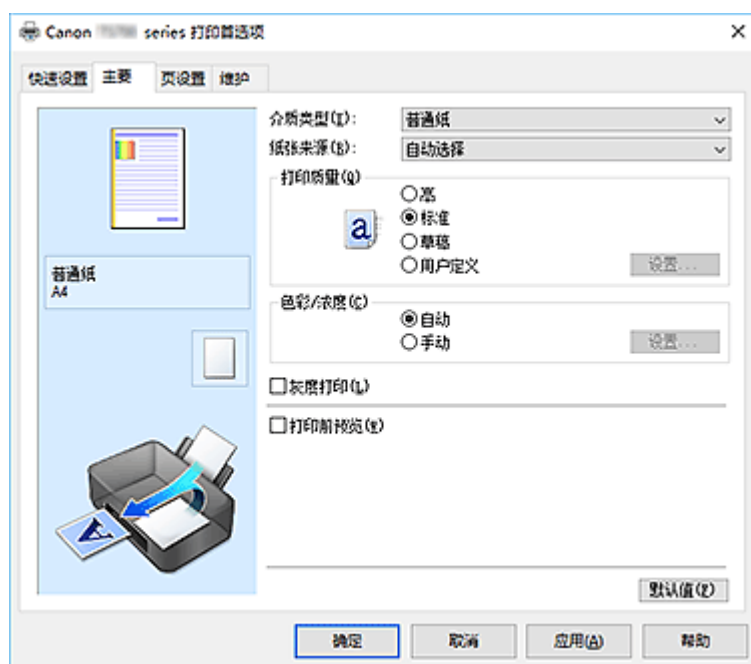 Canon series 打印首选项
快速设置 主要 页设置 维护
介质类型(T): 普通纸
纸张来源(B): 自动选择
打印质量(Q)
高
标准
草稿
用户定义 设置...
普通纸
A4
色彩/浓度(C)
自动
手动 设置...
灰度打印(L)
打印前预览(R)
默认值(Z)
确定 取消 应用(A) 帮助